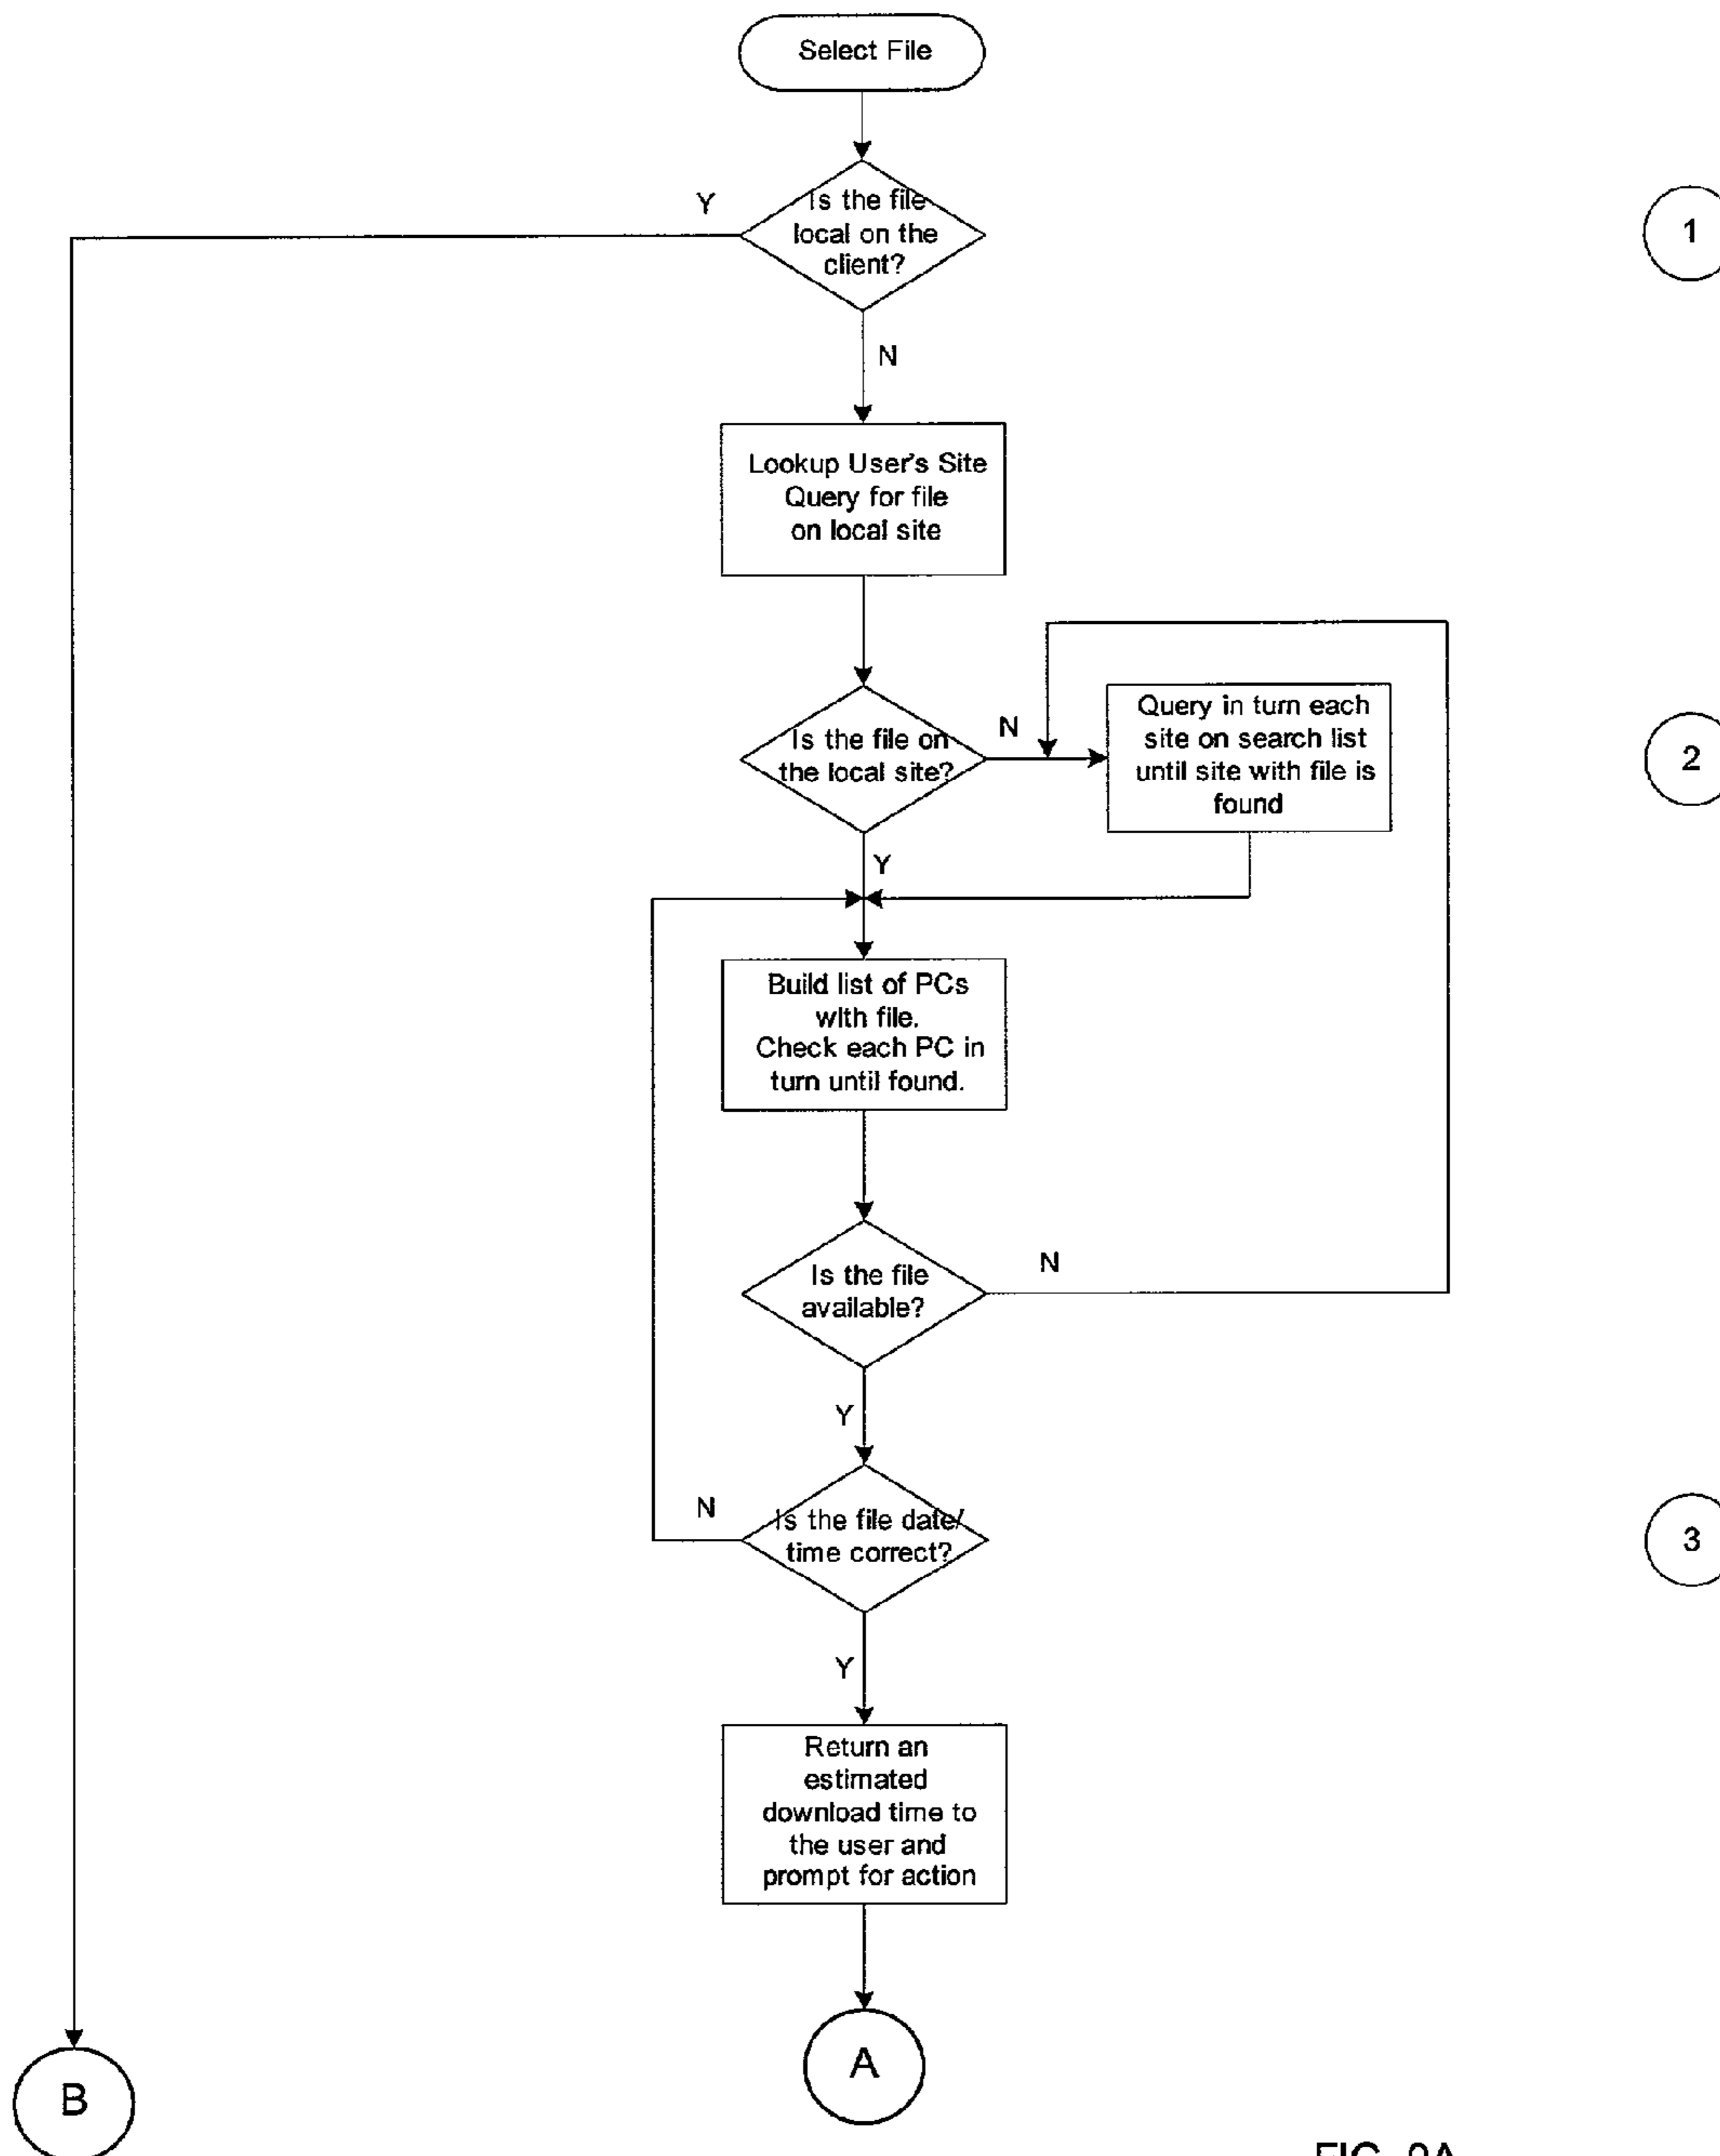 Select File
Y
Is the file
local on the
client?
1
N
Lookup User's Site
Query for file
on local site
Is the file on
the local site?
N
Query in turn each
site on search list
until site with file is
found
2
Y
Build list of PCs
with file.
Check each PC in
turn until found.
Is the file
available?
N
Y
N
Is the file date/
time correct?
3
Y
Return an
estimated
download time to
the user and
prompt for action
A
B
FIG.